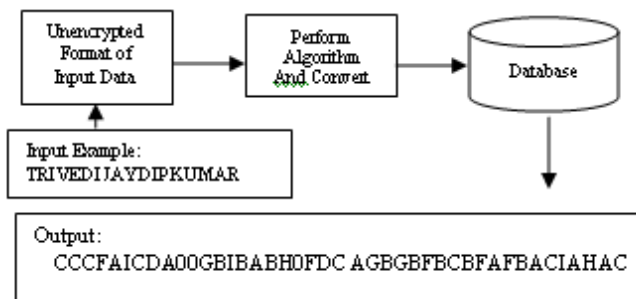 Unencrypted
Format of
Input Data
Perform
Algorithm
And Convert
Database
Input Example:
TRIVEDIJAYDIPKUMAR
Output:
CCCFAICDA00GBIBABH0FDC AGBGBFBCBFAFBACIAHAC